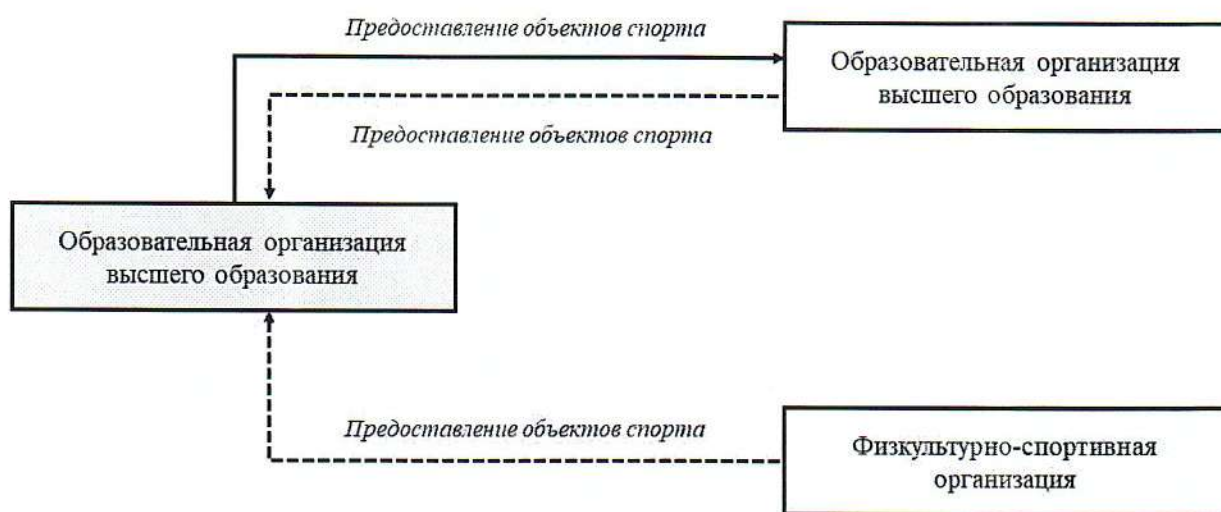 Предоставление объектов спорта
Образовательная организация
высшего образования
Предоставление объектов спорта
Образовательная организация
высшего образования
Предоставление объектов спорта
Физкультурно-спортивная
организация